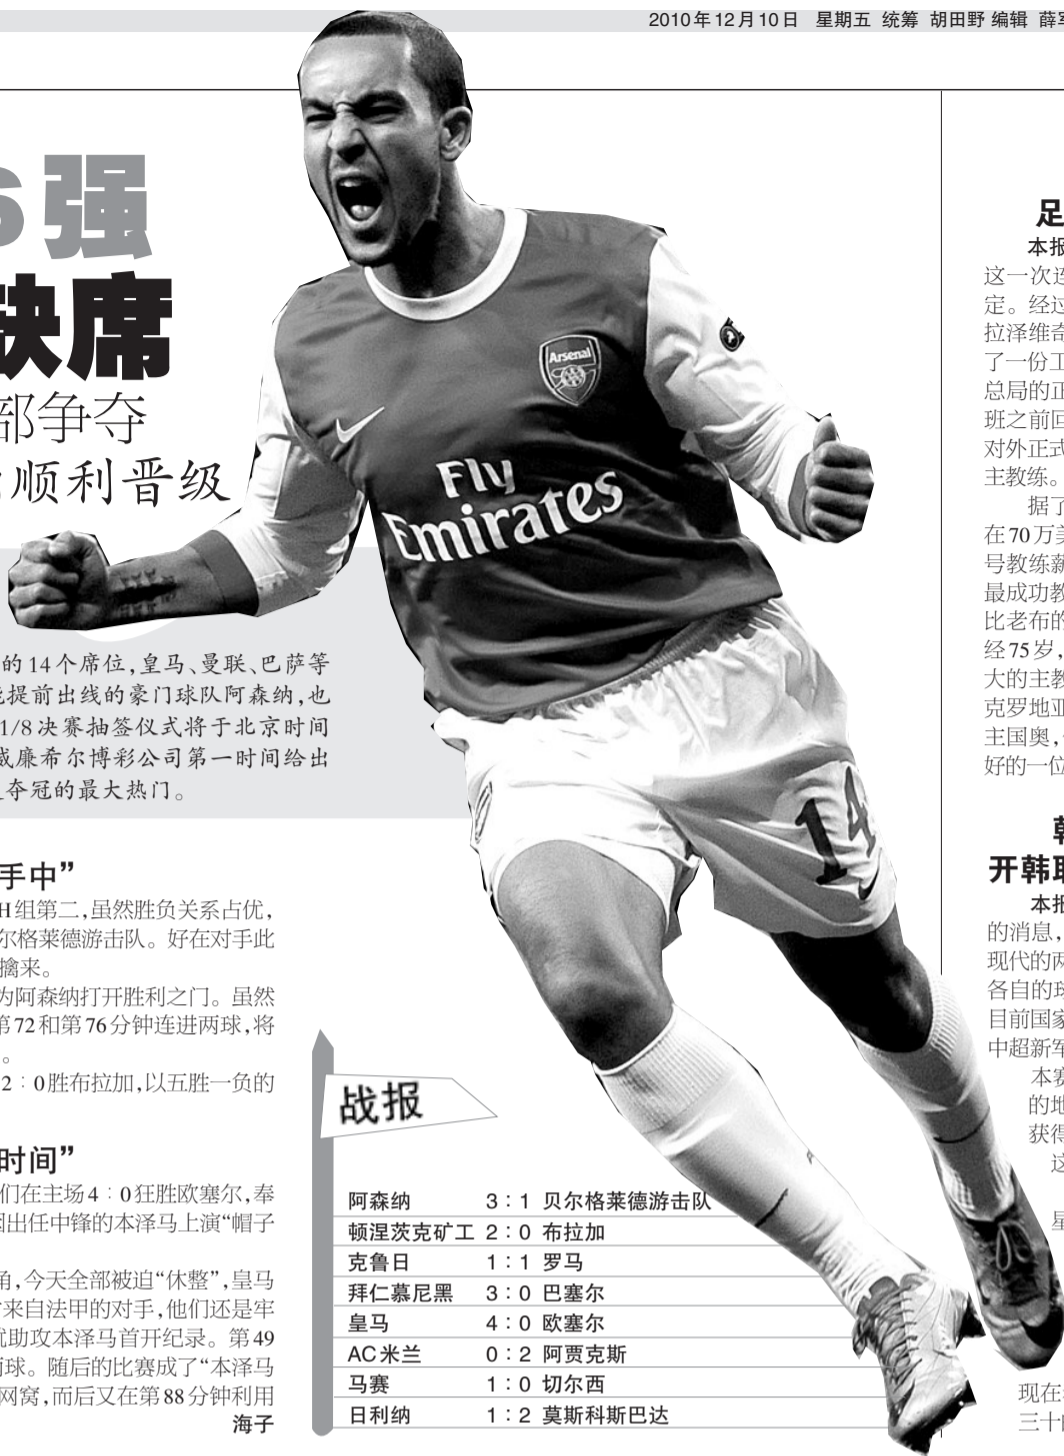 2010年12月10日 星期五 统筹 胡田野 编辑
强
缺席
部争夺
顺利晋级
的14个席位,皇马、曼联、巴萨等
能提前出线的豪门球队阿森纳,也
1/8决赛抽签仪式将于北京时间
威廉希尔博彩公司第一时间给出
夺冠的最大热门。
手中”
H组第二,虽然胜负关系占优,
尔格莱德游击队。好在对手此
擒来。
为阿森纳打开胜利之门。虽然
第72和第76分钟连进两球,将
。
2∶0胜布拉加,以五胜一负的
时间”
们在主场4∶0狂胜欧塞尔,奉
因出任中锋的本泽马上演“帽子
角,今天全部被迫“休整”,皇马
来自法甲的对手,他们还是牢
就助攻本泽马首开纪录。第49
两球。随后的比赛成了“本泽马
网窝,而后又在第88分钟利用
海子
Arsenal
Fly
Emirates
14
战报
阿森纳 3∶1 贝尔格莱德游击队
顿涅茨克矿工 2∶0 布拉加
克鲁日 1∶1 罗马
拜仁慕尼黑 3∶0 巴塞尔
皇马 4∶0 欧塞尔
AC米兰 0∶2 阿贾克斯
马赛 1∶0 切尔西
日利纳 1∶2 莫斯科斯巴达
足
本报
这一次连
定。经过
拉泽维奇
了一份工
总局的正
班之前回
对外正式
主教练。
据了
在70万美
号教练薪
最成功教
比老布的
经75岁,
大的主教
克罗地亚
主国奥,
好的一位
韩
开韩联
本报
的消息,
现代的两
各自的球
目前国家
中超新军
本赛
的地
获得
这
星
现在
三十